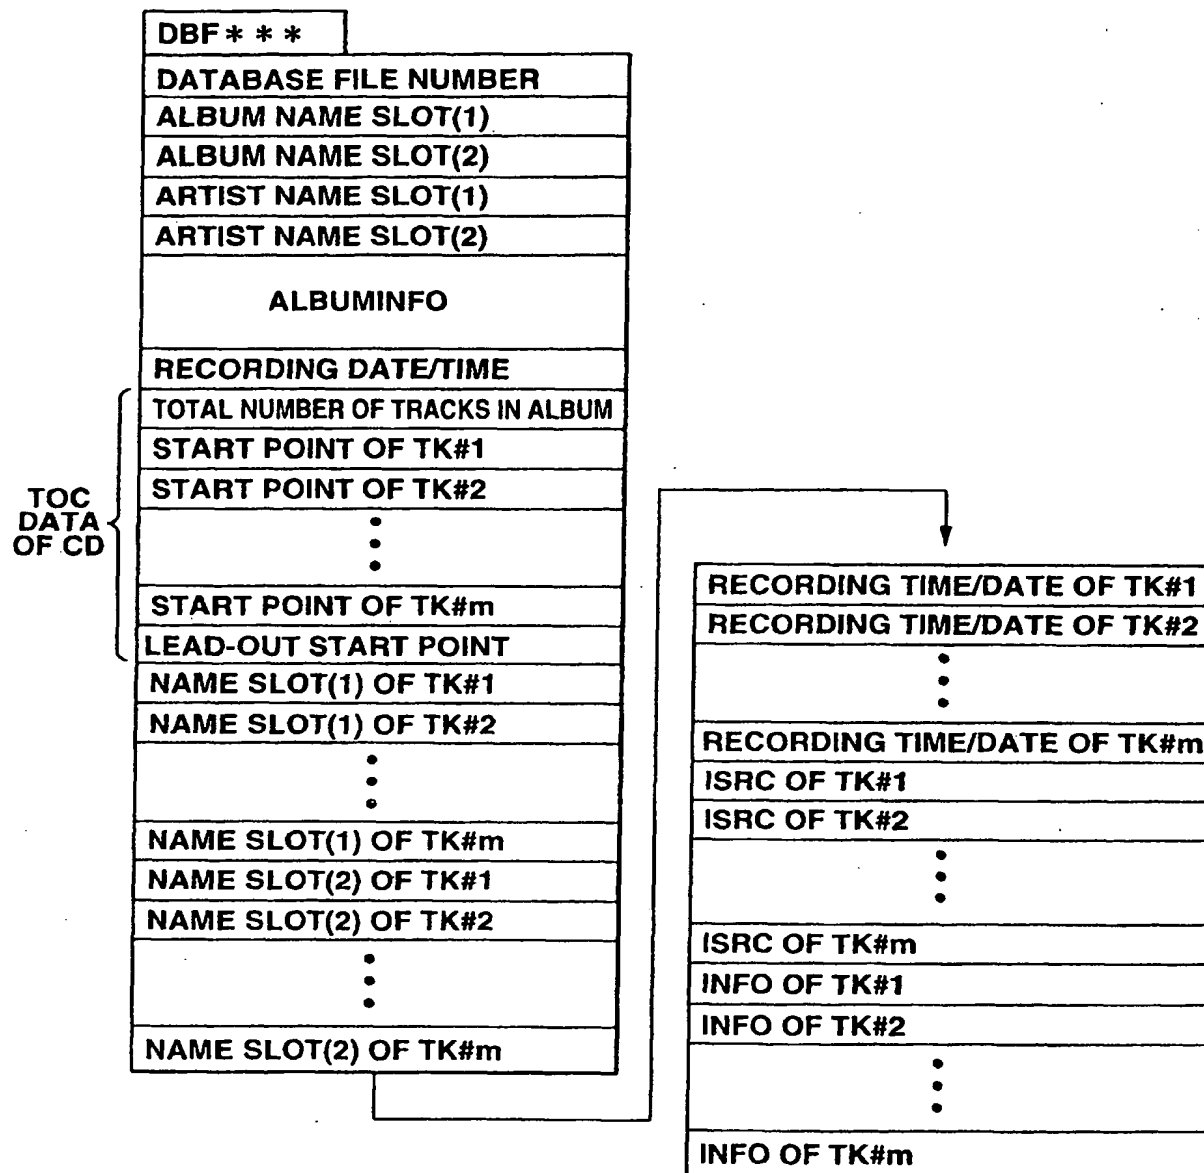 DBF＊＊＊
DATABASE FILE NUMBER
ALBUM NAME SLOT(1)
ALBUM NAME SLOT(2)
ARTIST NAME SLOT(1)
ARTIST NAME SLOT(2)
ALBUMINFO
RECORDING DATE/TIME
TOTAL NUMBER OF TRACKS IN ALBUM
START POINT OF TK#1
START POINT OF TK#2
START POINT OF TK#m
LEAD-OUT START POINT
TOC
DATA
OF CD
NAME SLOT(1) OF TK#1
NAME SLOT(1) OF TK#2
NAME SLOT(1) OF TK#m
NAME SLOT(2) OF TK#1
NAME SLOT(2) OF TK#2
NAME SLOT(2) OF TK#m
RECORDING TIME/DATE OF TK#1
RECORDING TIME/DATE OF TK#2
RECORDING TIME/DATE OF TK#m
ISRC OF TK#1
ISRC OF TK#2
ISRC OF TK#m
INFO OF TK#1
INFO OF TK#2
INFO OF TK#m